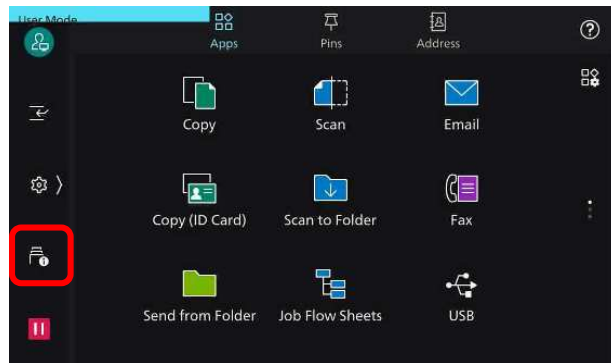 User Mode
Apps Pins Address
Copy Scan Email
Copy (ID Card) Scan to Folder Fax
Send from Folder Job Flow Sheets USB